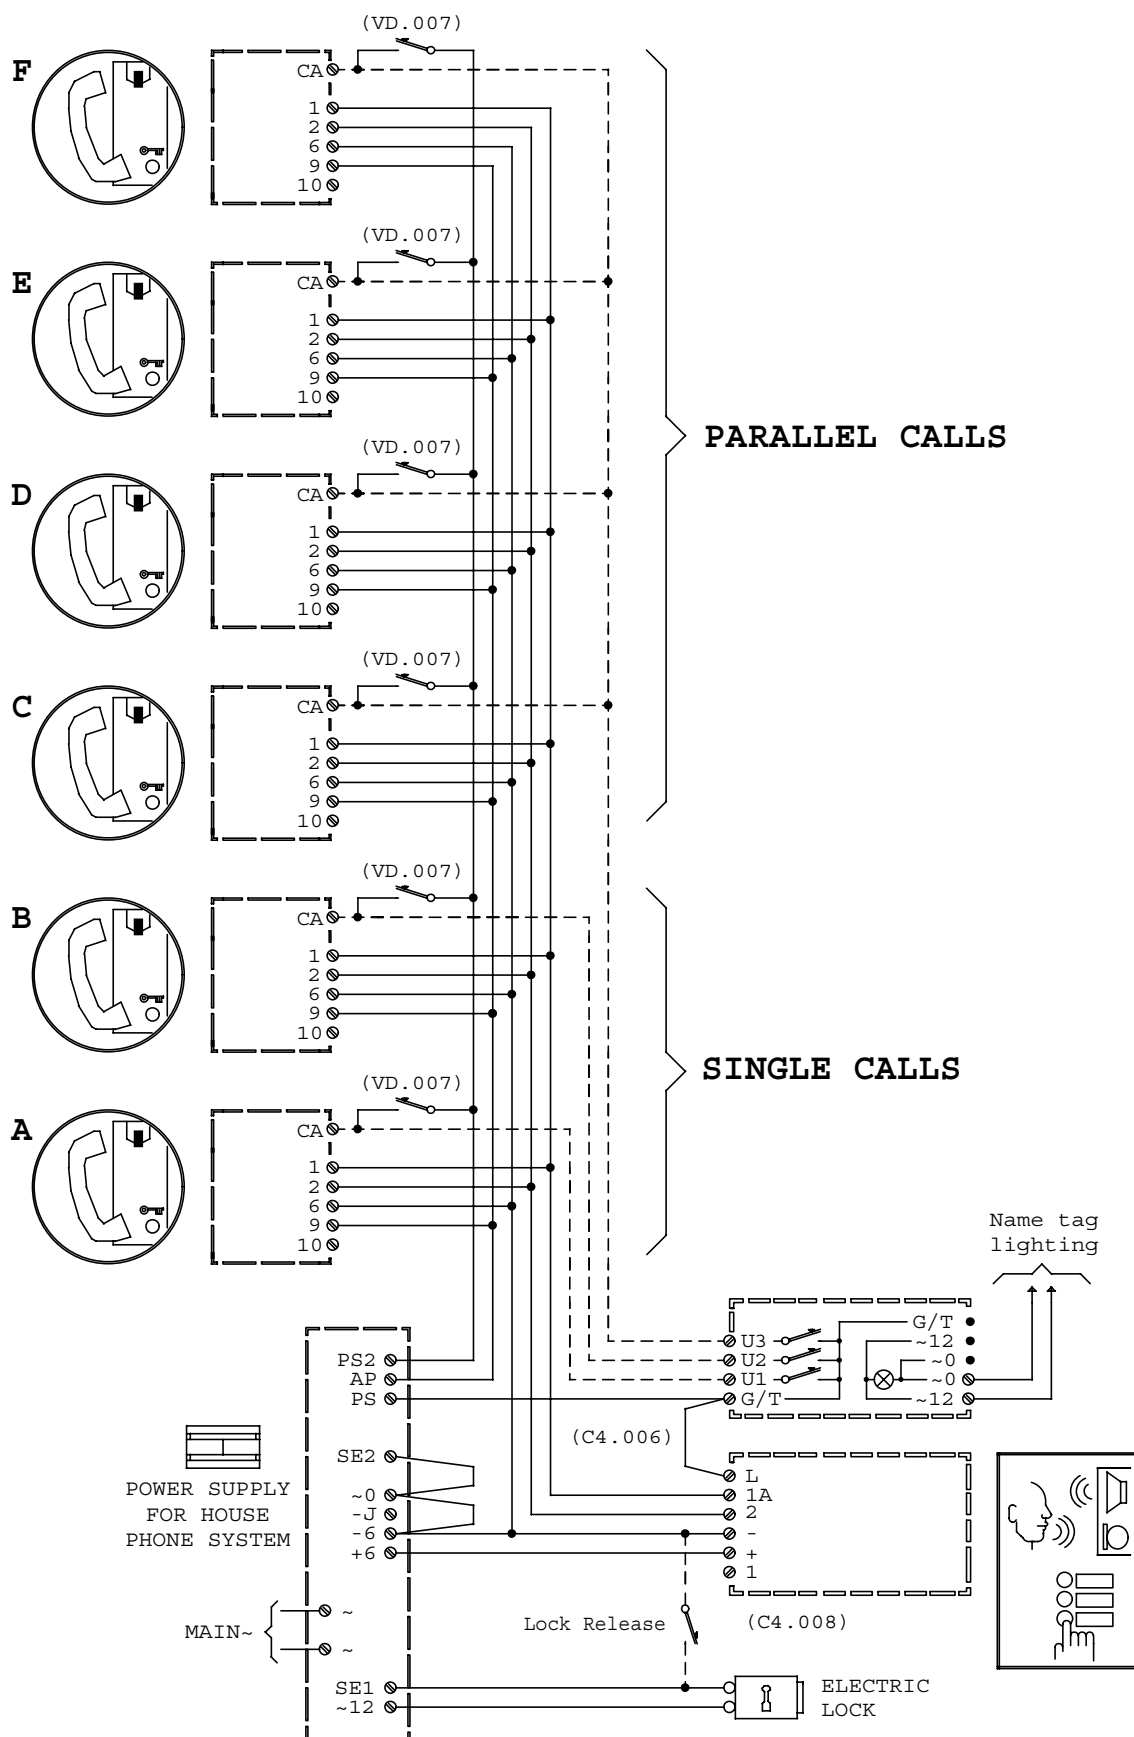 (VD.007)
F
CA
1
2
6
9
10
(VD.007)
E
CA
1
2
6
9
10
PARALLEL CALLS
(VD.007)
D
CA
1
2
6
9
10
(VD.007)
C
CA
1
2
6
9
10
(VD.007)
B
CA
1
2
6
9
10
SINGLE CALLS
(VD.007)
A
CA
1
2
6
9
10
Name tag
lighting
G/T
U3
~12
U2
~0
U1
~0
G/T
~12
PS2
AP
PS
(C4.006)
SE2
~0
-J
-6
+6
POWER SUPPLY
FOR HOUSE
PHONE SYSTEM
L
1A
2
-
+
1
(C4.008)
Lock Release
MAIN~
~
~
SE1
~12
ELECTRIC
LOCK